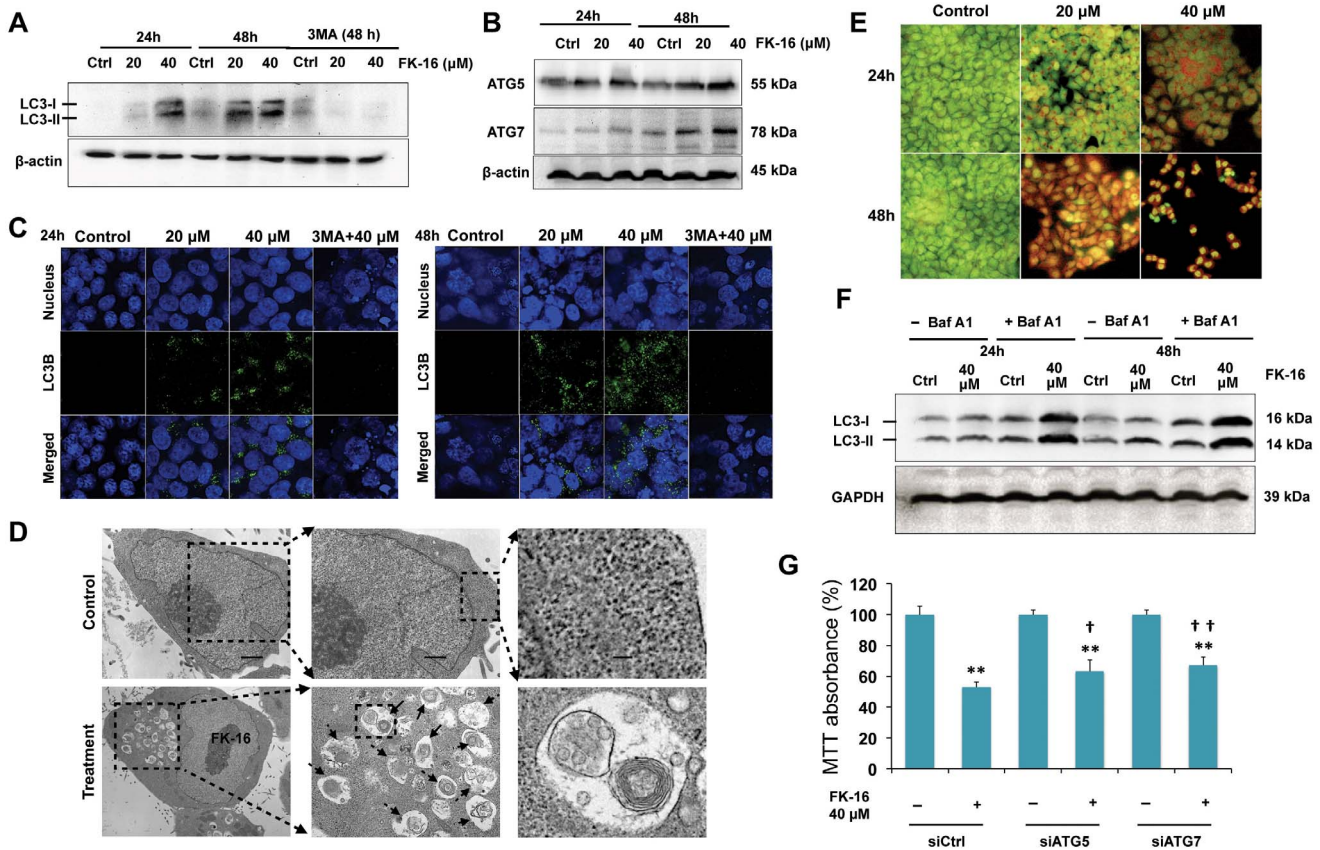 A
24h 48h 3MA (48 h)
Ctrl 20 40 Ctrl 20 40 Ctrl 20 40 FK-16 (μM)
LC3-I
LC3-II
β-actin
B
24h 48h
Ctrl 20 40 Ctrl 20 40 FK-16 (μM)
ATG5 55 kDa
ATG7 78 kDa
β-actin 45 kDa
C
24h Control 20 μM 40 μM 3MA+40 μM
Nucleus
LC3B
Merged
48h Control 20 μM 40 μM 3MA+40 μM
Nucleus
LC3B
Merged
D
Control
Treatment
FK-16
E
Control 20 μM 40 μM
24h
48h
F
– Baf A1 + Baf A1 – Baf A1 + Baf A1
24h 48h
Ctrl 40 μM Ctrl 40 μM Ctrl 40 μM Ctrl 40 μM FK-16
LC3-I 16 kDa
LC3-II 14 kDa
GAPDH 39 kDa
G
MTT absorbance (%)
120
100
80
60
40
20
0
**
†
**
† †
**
FK-16
40 μM
– + – + – +
siCtrl siATG5 siATG7